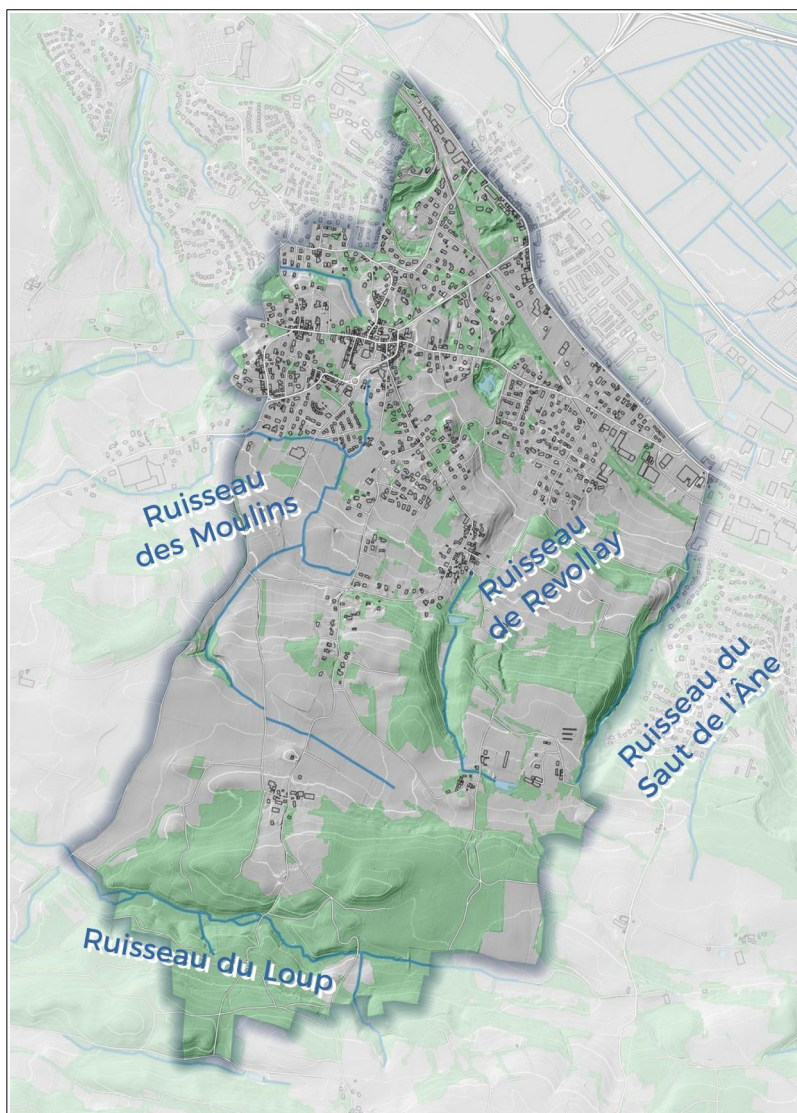 Ruisseau
des Moulins
Ruisseau
de Revollay
Ruisseau du
Saut de l'Âne
Ruisseau du Loup